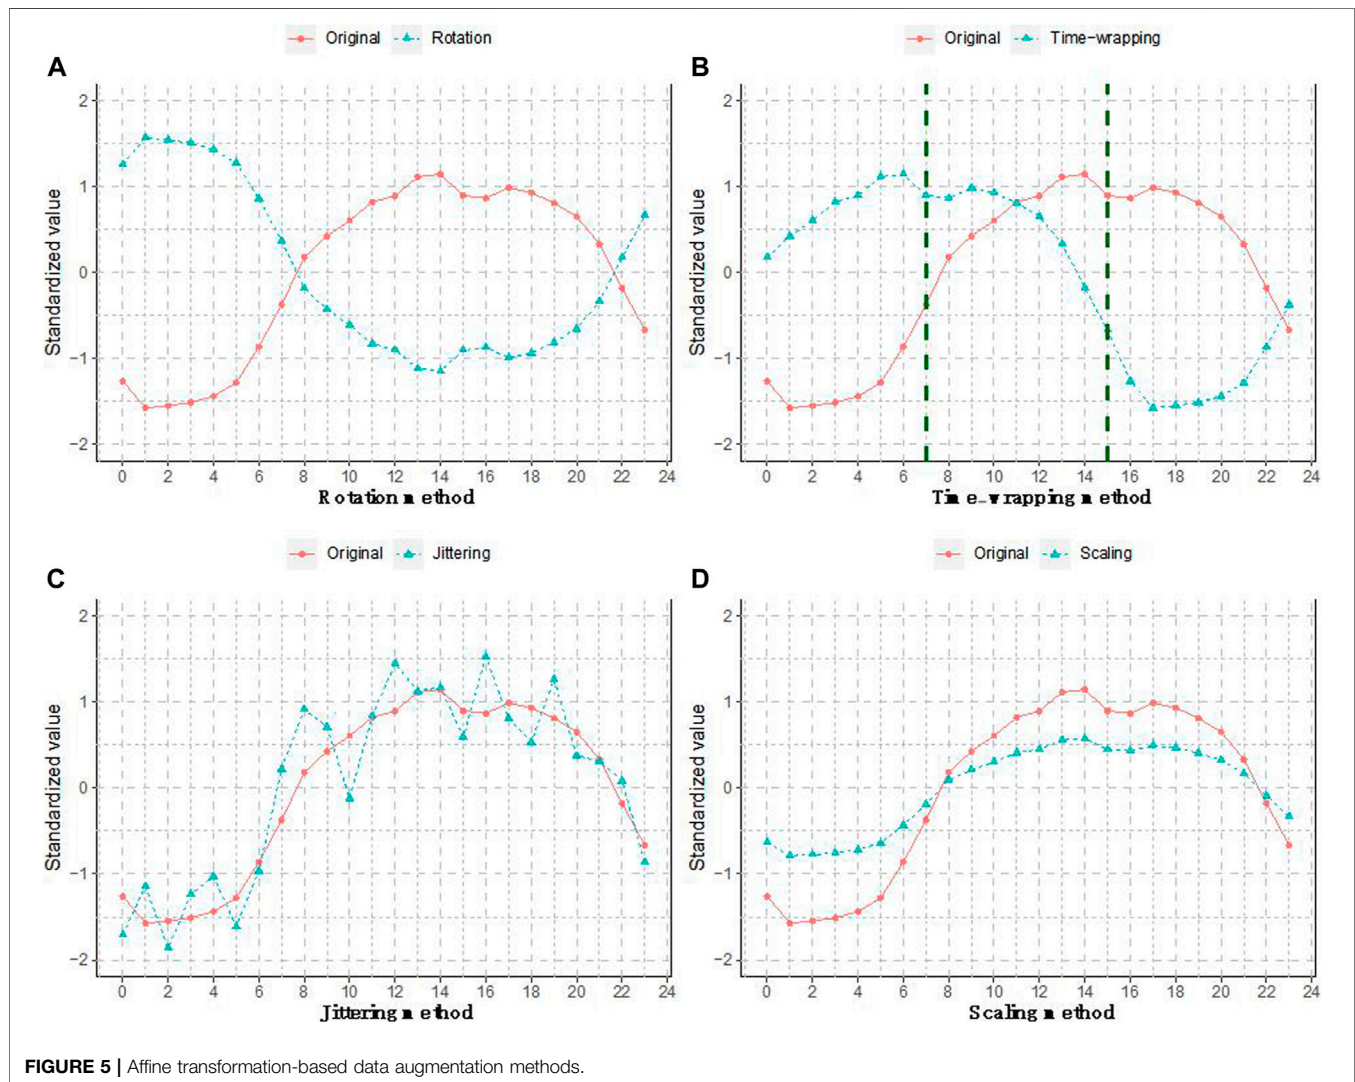 Original Rotation
A
Standardized value
2
1
0
−1
−2
0 2 4 6 8 10 12 14 16 18 20 22 24
Rotation method
Original Time−wrapping
B
Standardized value
2
1
0
−1
−2
0 2 4 6 8 10 12 14 16 18 20 22 24
Time−wrapping method
Original Jittering
C
Standardized value
2
1
0
−1
−2
0 2 4 6 8 10 12 14 16 18 20 22 24
Jittering method
Original Scaling
D
Standardized value
2
1
0
−1
−2
0 2 4 6 8 10 12 14 16 18 20 22 24
Scaling method
FIGURE 5 | Affine transformation-based data augmentation methods.